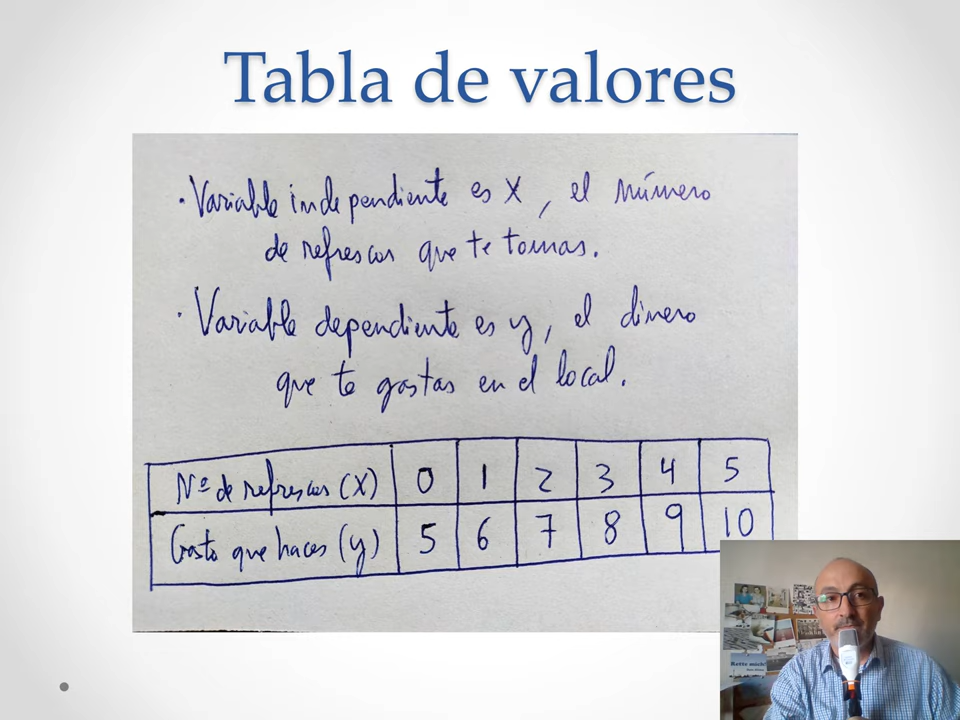 Tabla de valores
· Variable independiente es X, el número
de refrescos que te tomas.
· Variable dependiente es y, el dinero
que te gastas en el local.
Nº de refrescos (X) 0 1 2 3 4 5
Gasto que haces (y) 5 6 7 8 9 10
Rette mich!